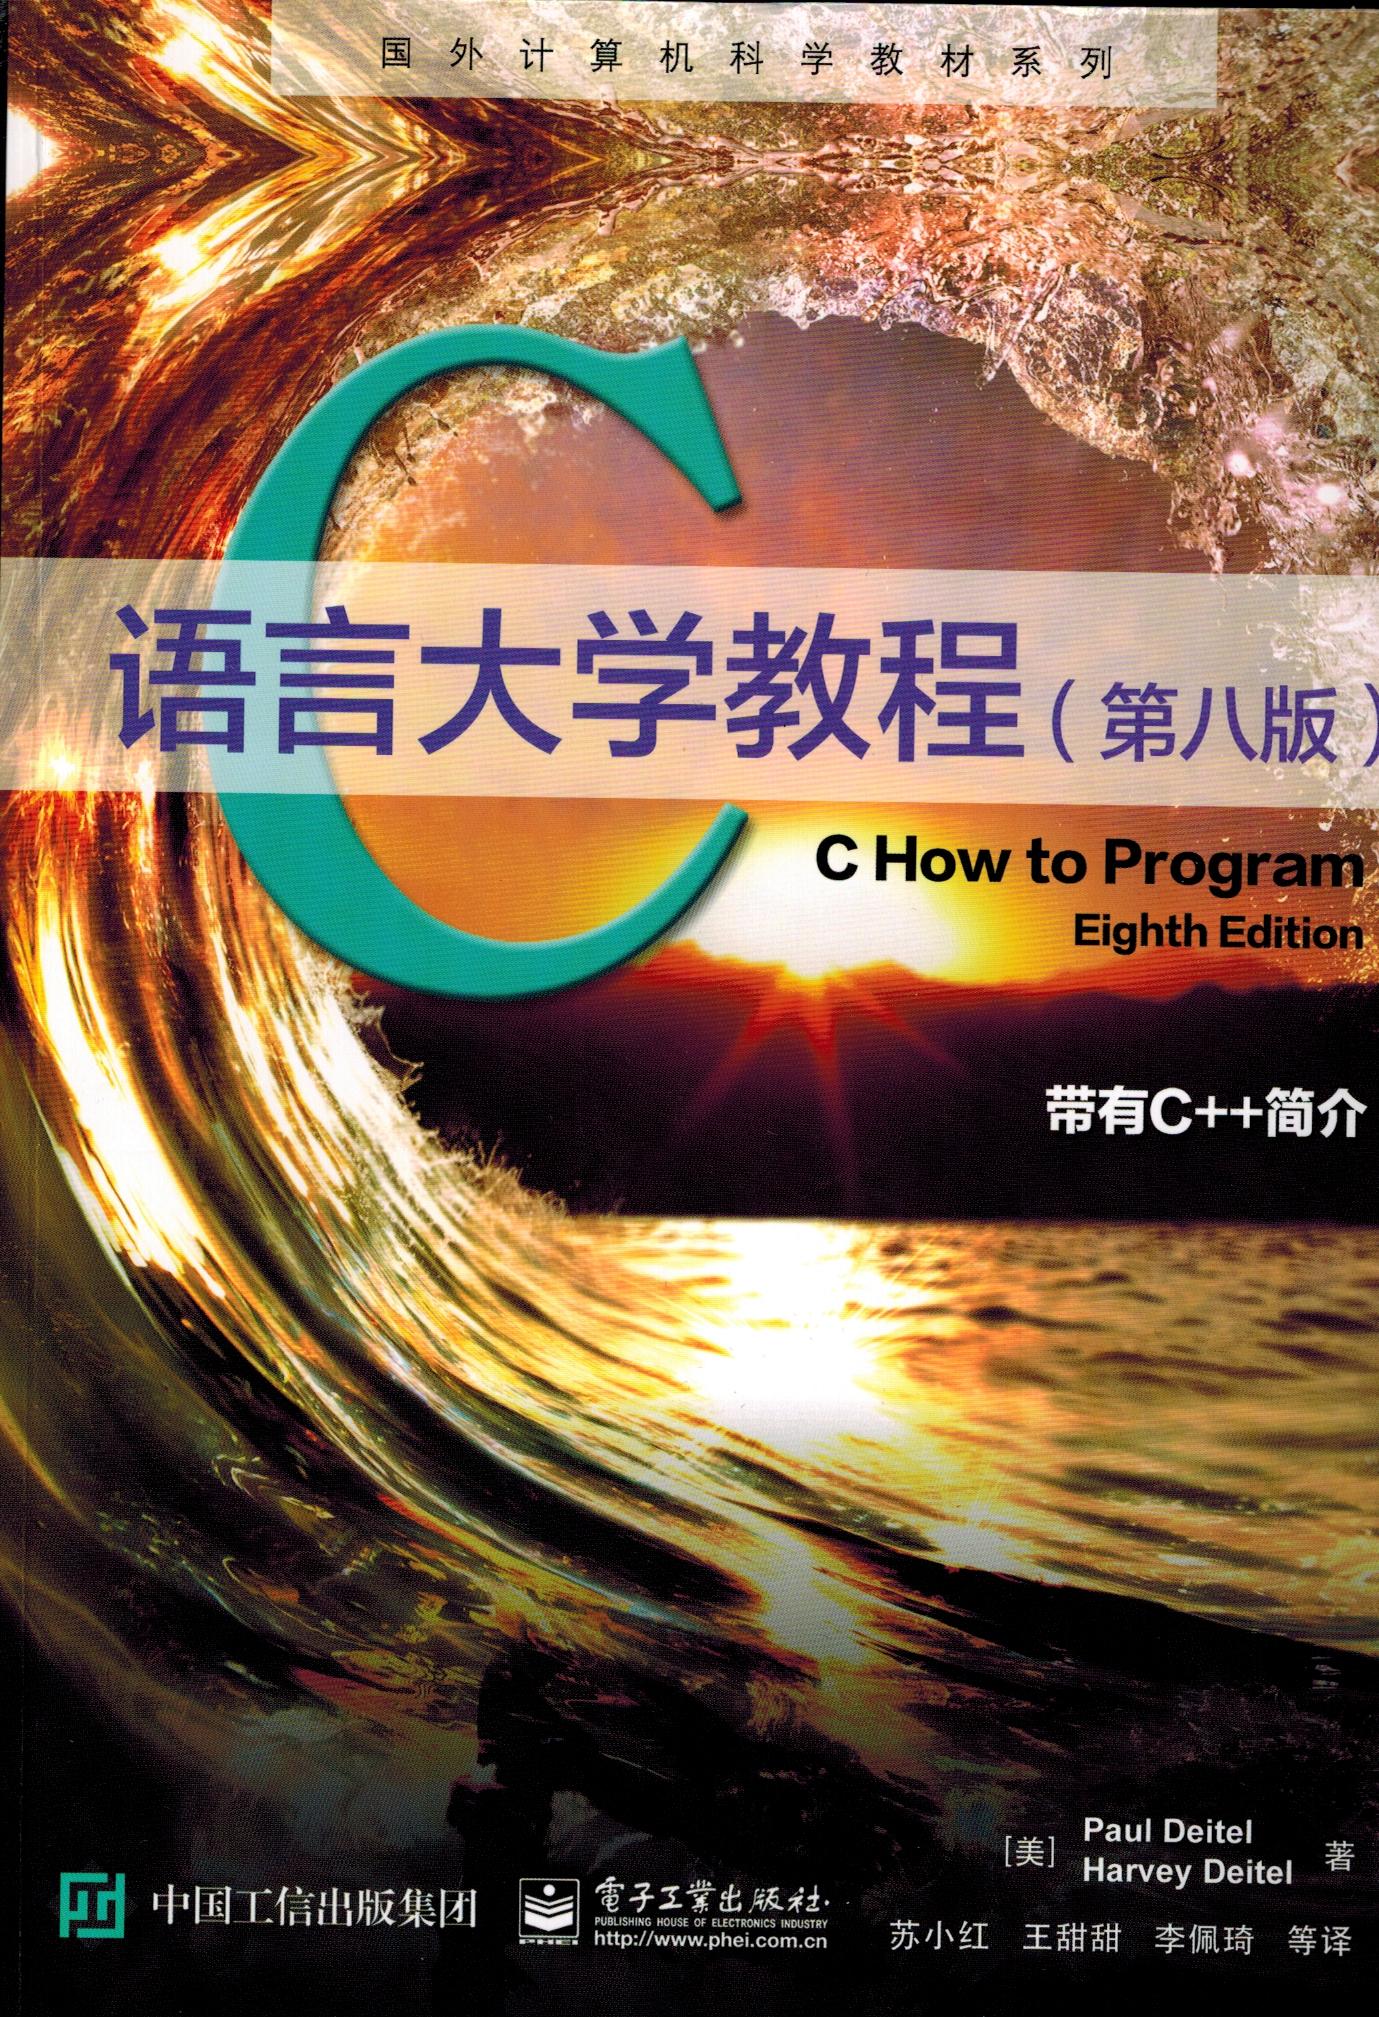 国外计算机科学教材系列
C
语言大学教程（第八版）
C How to Program
Eighth Edition
带有C++简介
[美] Paul Deitel
Harvey Deitel 著
苏小红 王甜甜 李佩琦 等译
中国工信出版集团
PHEI
電子工業出版社.
PUBLISHING HOUSE OF ELECTRONICS INDUSTRY
http://www.phei.com.cn